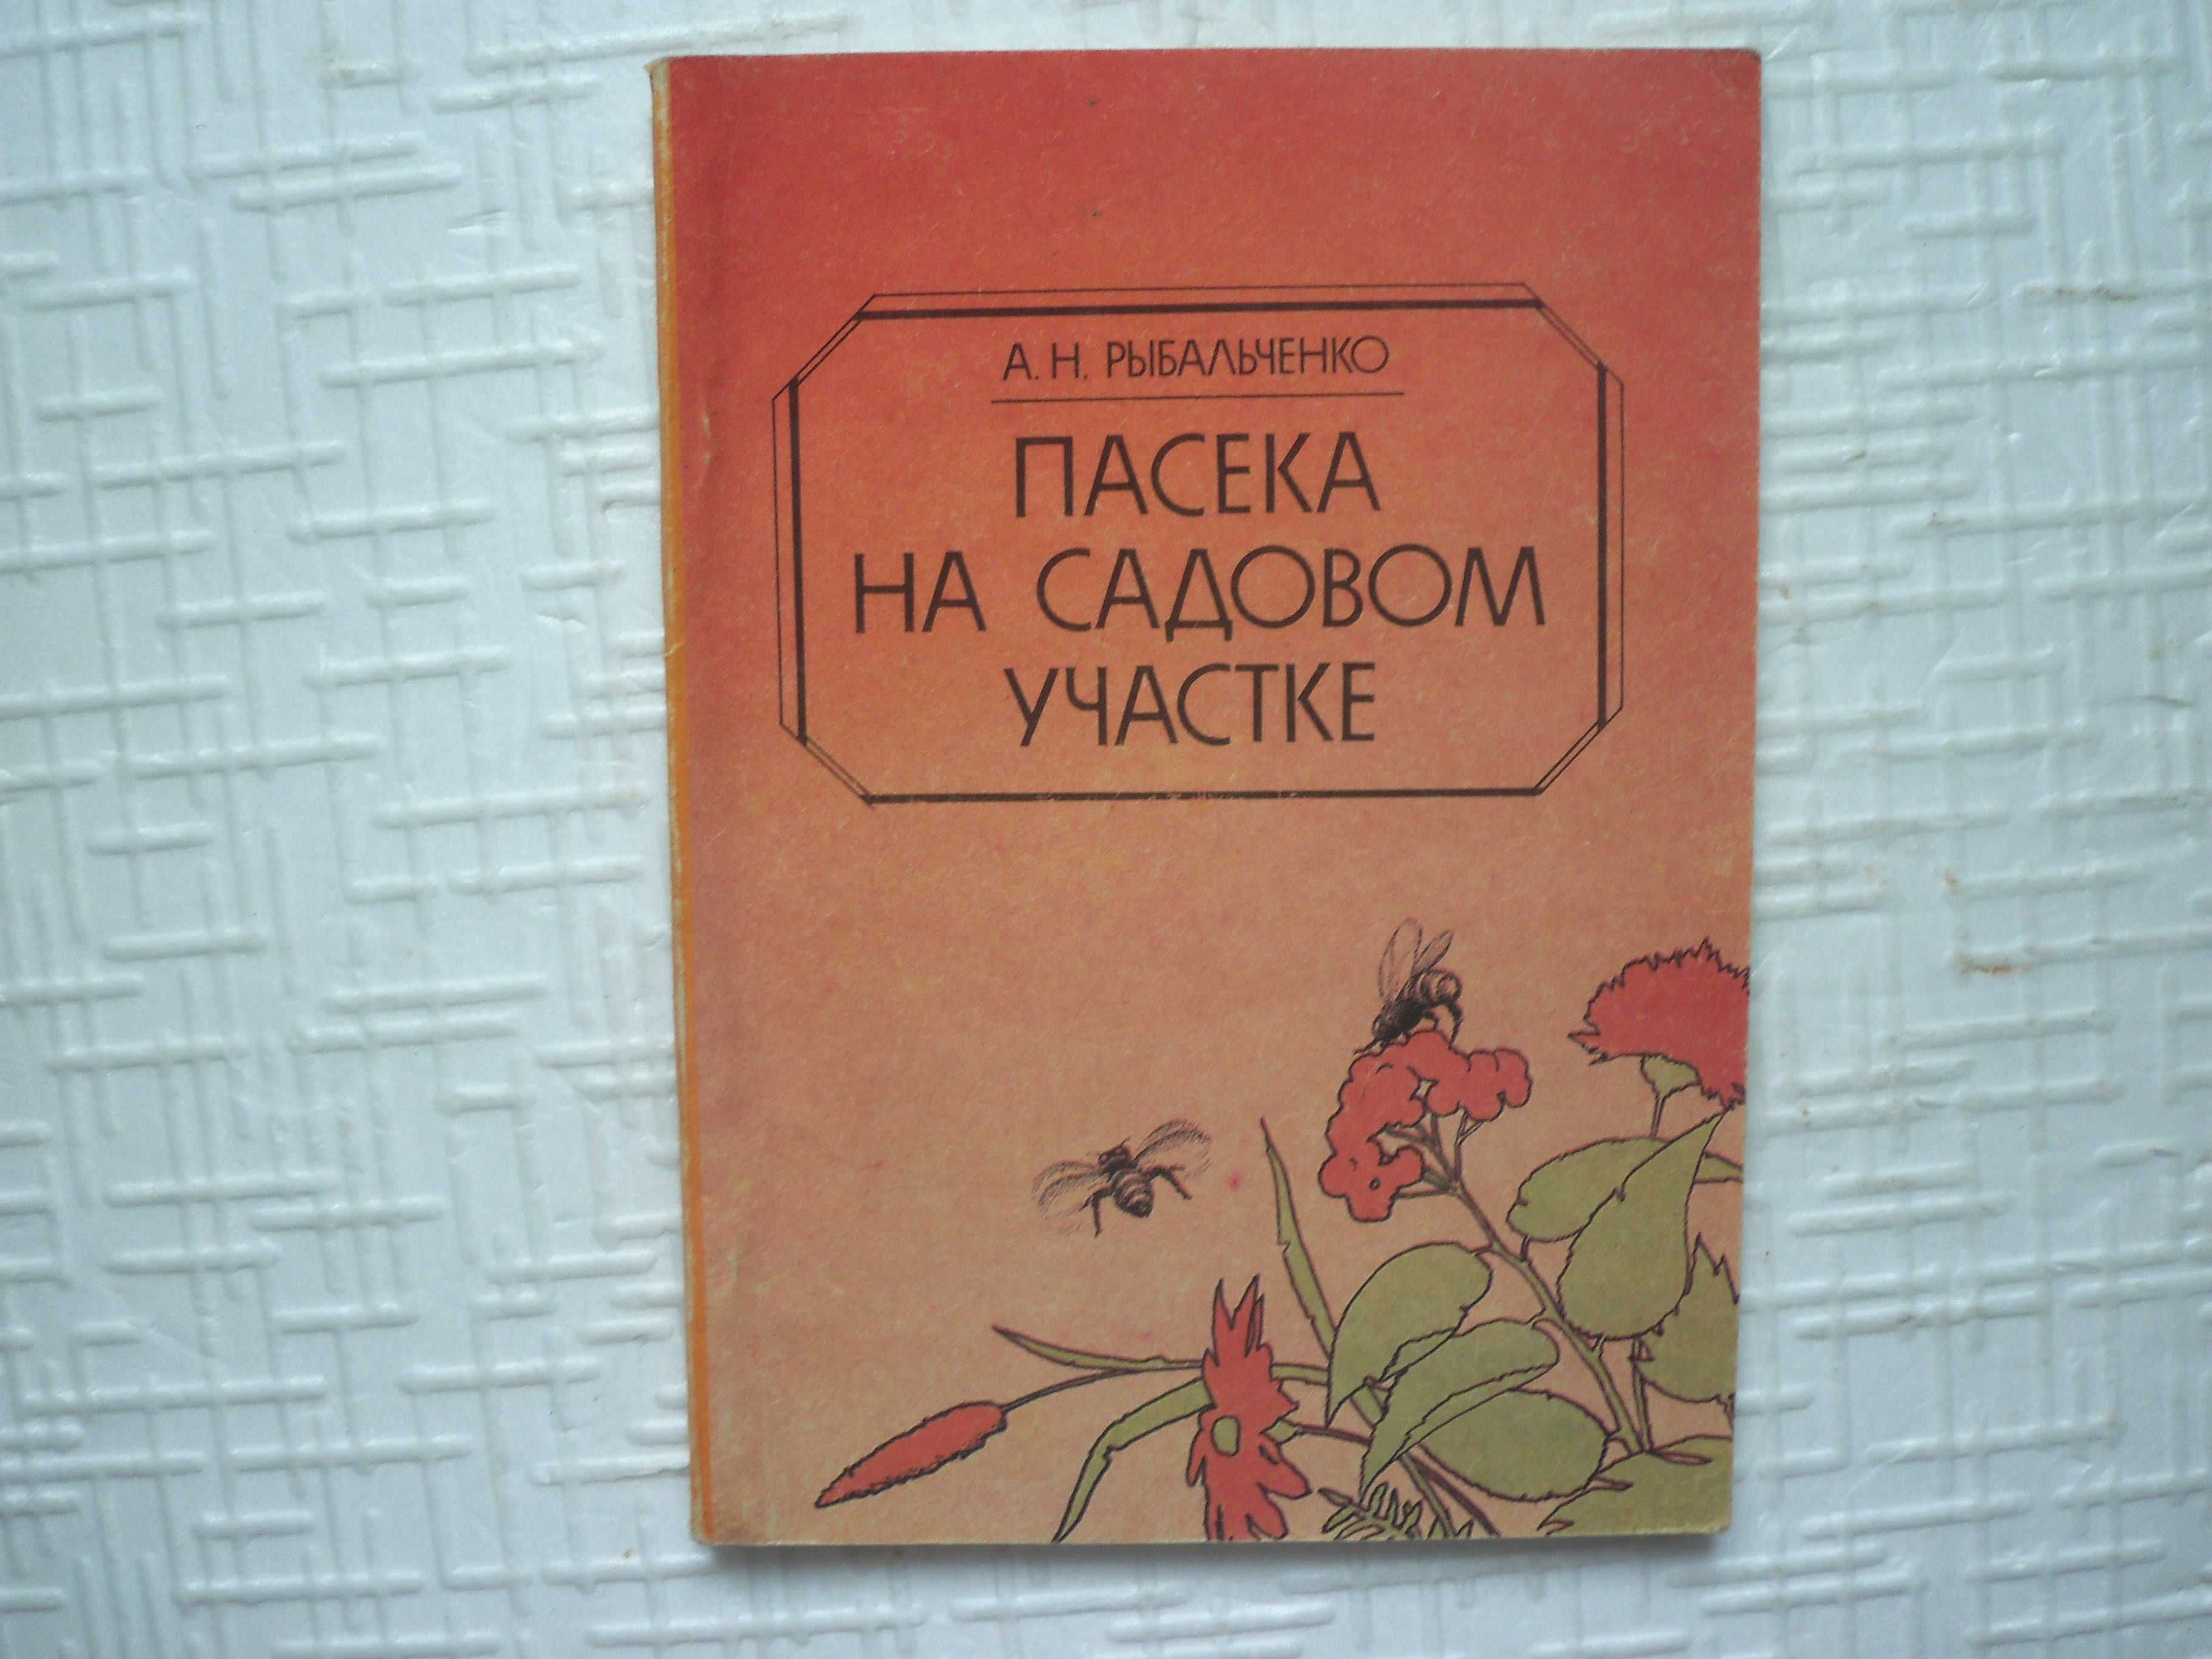 А. Н. РЫБАЛЬЧЕНКО
ПАСЕКА
НА САДОВОМ
УЧАСТКЕ